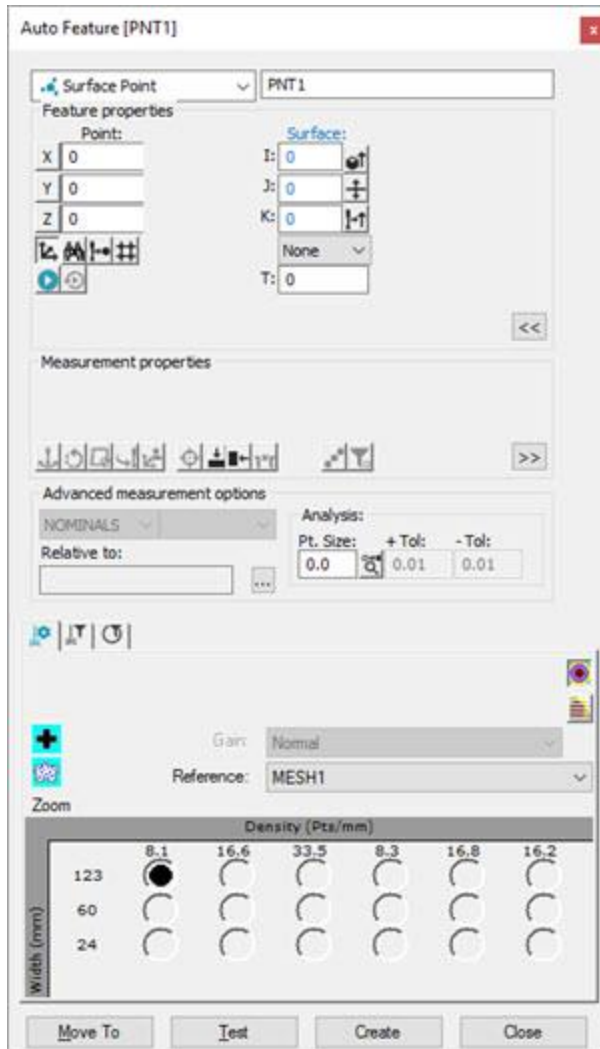 Auto Feature [PNT1]
x
Surface Point PNT1
Feature properties
Point: Surface:
X 0 I: 0
Y 0 J: 0
Z 0 K: 0
None
T: 0
<<
Measurement properties
>>
Advanced measurement options
NOMINALS
Analysis:
Relative to: Pt. Size: + Tol: - Tol:
0.0 0.01 0.01
...
Gain: Normal
Reference: MESH1
Zoom
Density (Pts/mm)
8.1 16.6 33.5 8.3 16.8 16.2
Width (mm)
123
60
24
Move To Test Create Close